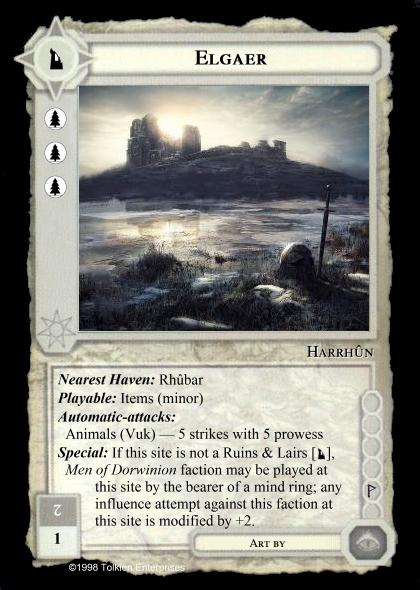 ELGAER
HARRHÛN
Nearest Haven: Rhûbar
Playable: Items (minor)
Automatic-attacks:
Animals (Vuk) — 5 strikes with 5 prowess
Special: If this site is not a Ruins & Lairs [],
Men of Dorwinion faction may be played at
this site by the bearer of a mind ring; any
influence attempt against this faction at
this site is modified by +2.
2
1
ART BY
©1998 Tolkien Enterprises